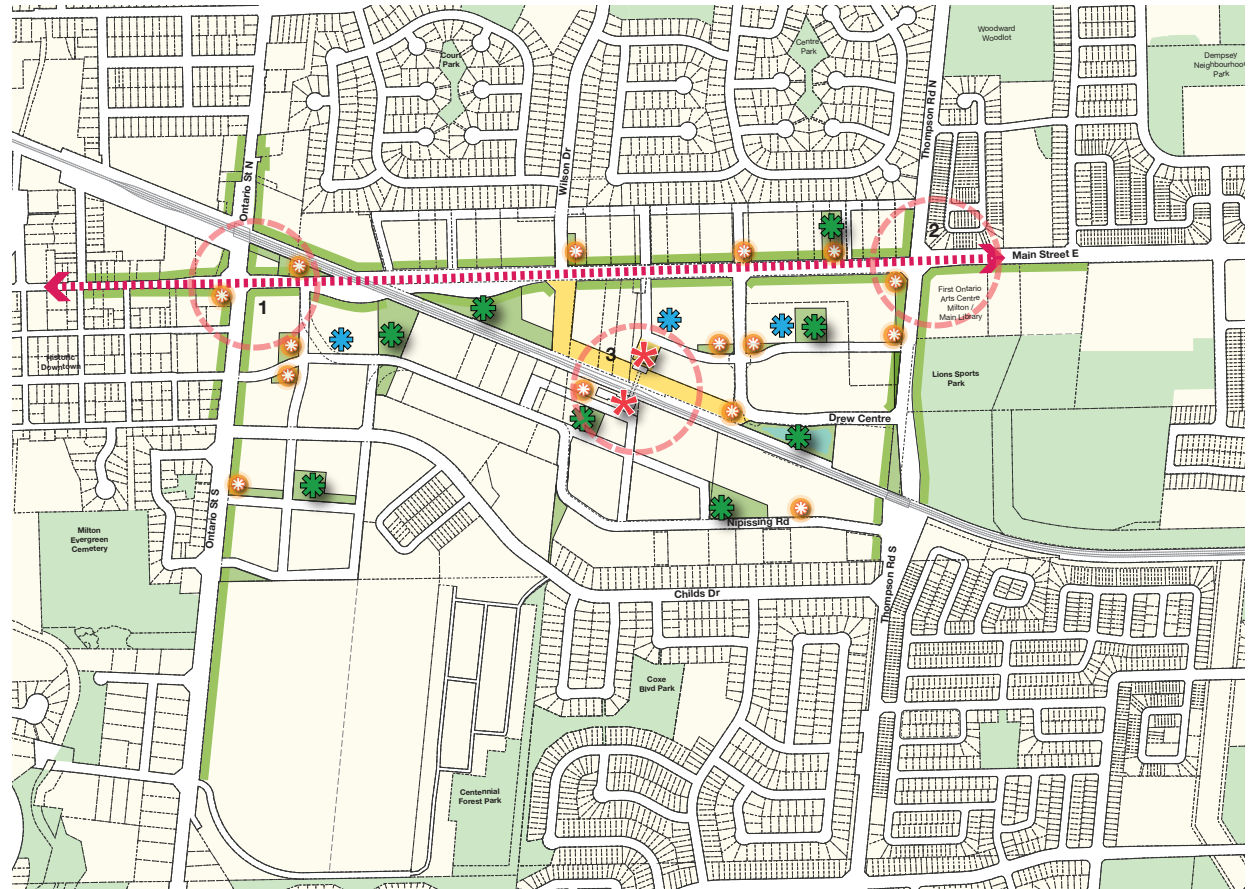 Woodward
Woodlot
Court
Park
Centre
Park
Dempsey
Neighbourhood
Park
Thompson Rd N
Wilson Dr
Ontario St N
2
Main Street E
1
First Ontario
Arts Centre
Milton /
Main Library
Historic
Downtown
3
Lions Sports
Park
Drew Centre
Ontario St S
Milton
Evergreen
Cemetery
Nipissing Rd
Thompson Rd S
Childs Dr
Coxe
Blvd Park
Centennial
Forest Park